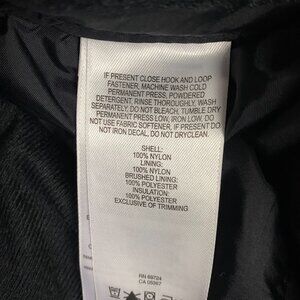 IF PRESENT CLOSE HOOK AND LOOP
FASTENER, MACHINE WASH COLD
PERMANENT PRESS, POWDERED
DETERGENT, RINSE THOROUGHLY, WASH
SEPARATELY, DO NOT BLEACH, TUMBLE DRY
PERMANENT PRESS LOW, IRON LOW, DO
NOT USE FABRIC SOFTENER, IF PRESENT DO
NOT IRON DECAL, DO NOT DRYCLEAN.
SHELL:
100% NYLON
LINING:
100% NYLON
BRUSHED LINING:
100% POLYESTER
INSULATION:
100% POLYESTER
EXCLUSIVE OF TRIMMING
RN 69724
CA 05367